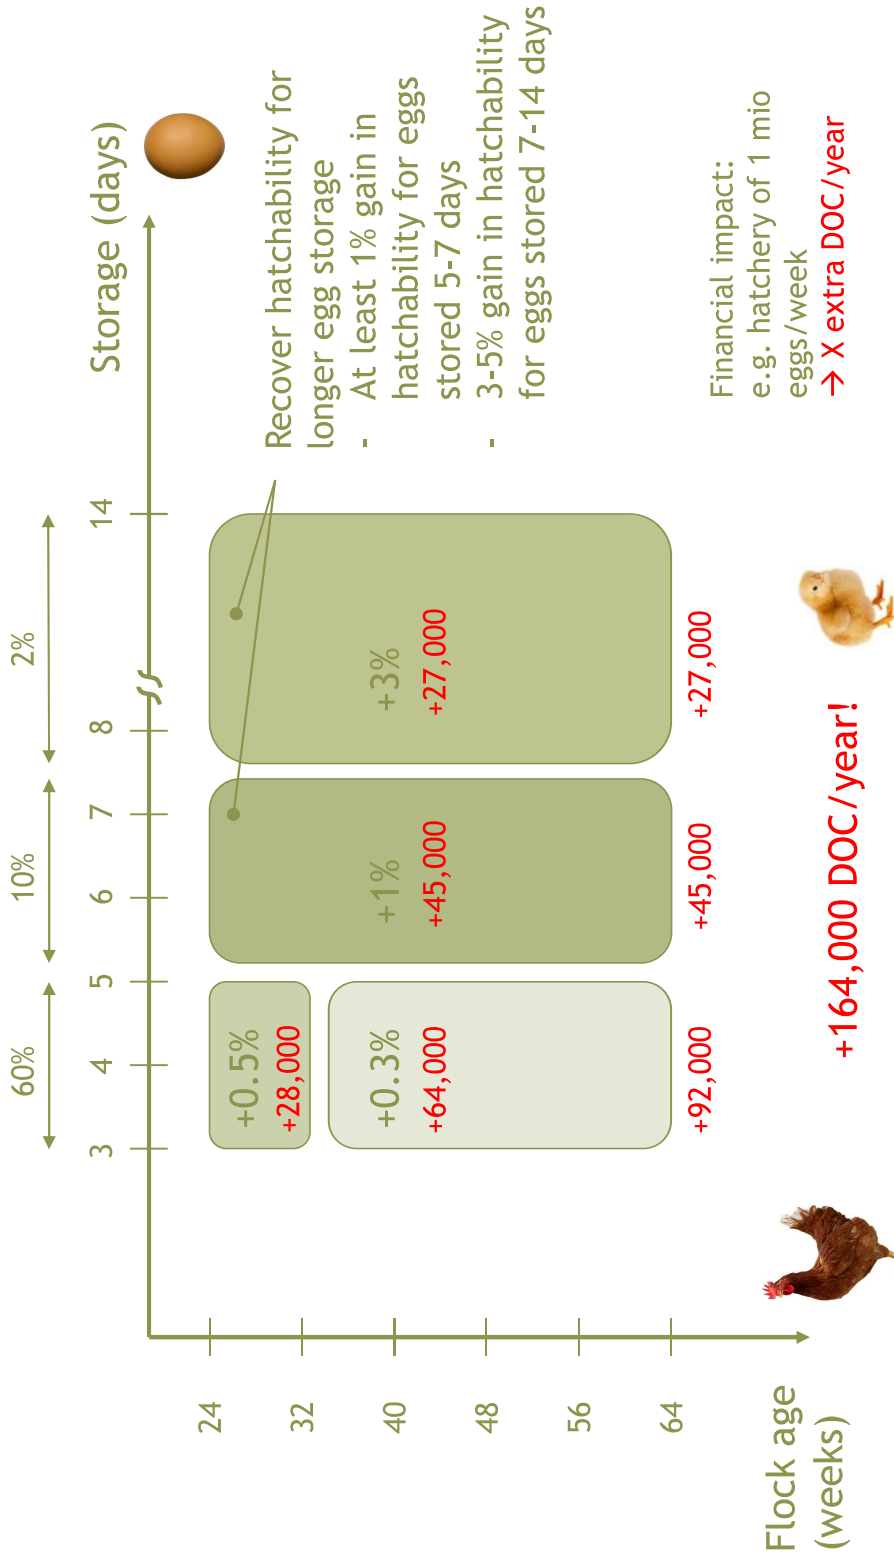 60%
10%
2%
Storage (days)
3
4
5
6
7
8
14
24
32
40
48
56
64
Flock age
(weeks)
+0.5%
+28,000
+0.3%
+64,000
+1%
+45,000
+3%
+27,000
+92,000
+45,000
+27,000
+164,000 DOC/year!
Recover hatchability for
longer egg storage
- At least 1% gain in
hatchability for eggs
stored 5-7 days
- 3-5% gain in hatchability
for eggs stored 7-14 days
Financial impact:
e.g. hatchery of 1 mio
eggs/week
→ X extra DOC/year